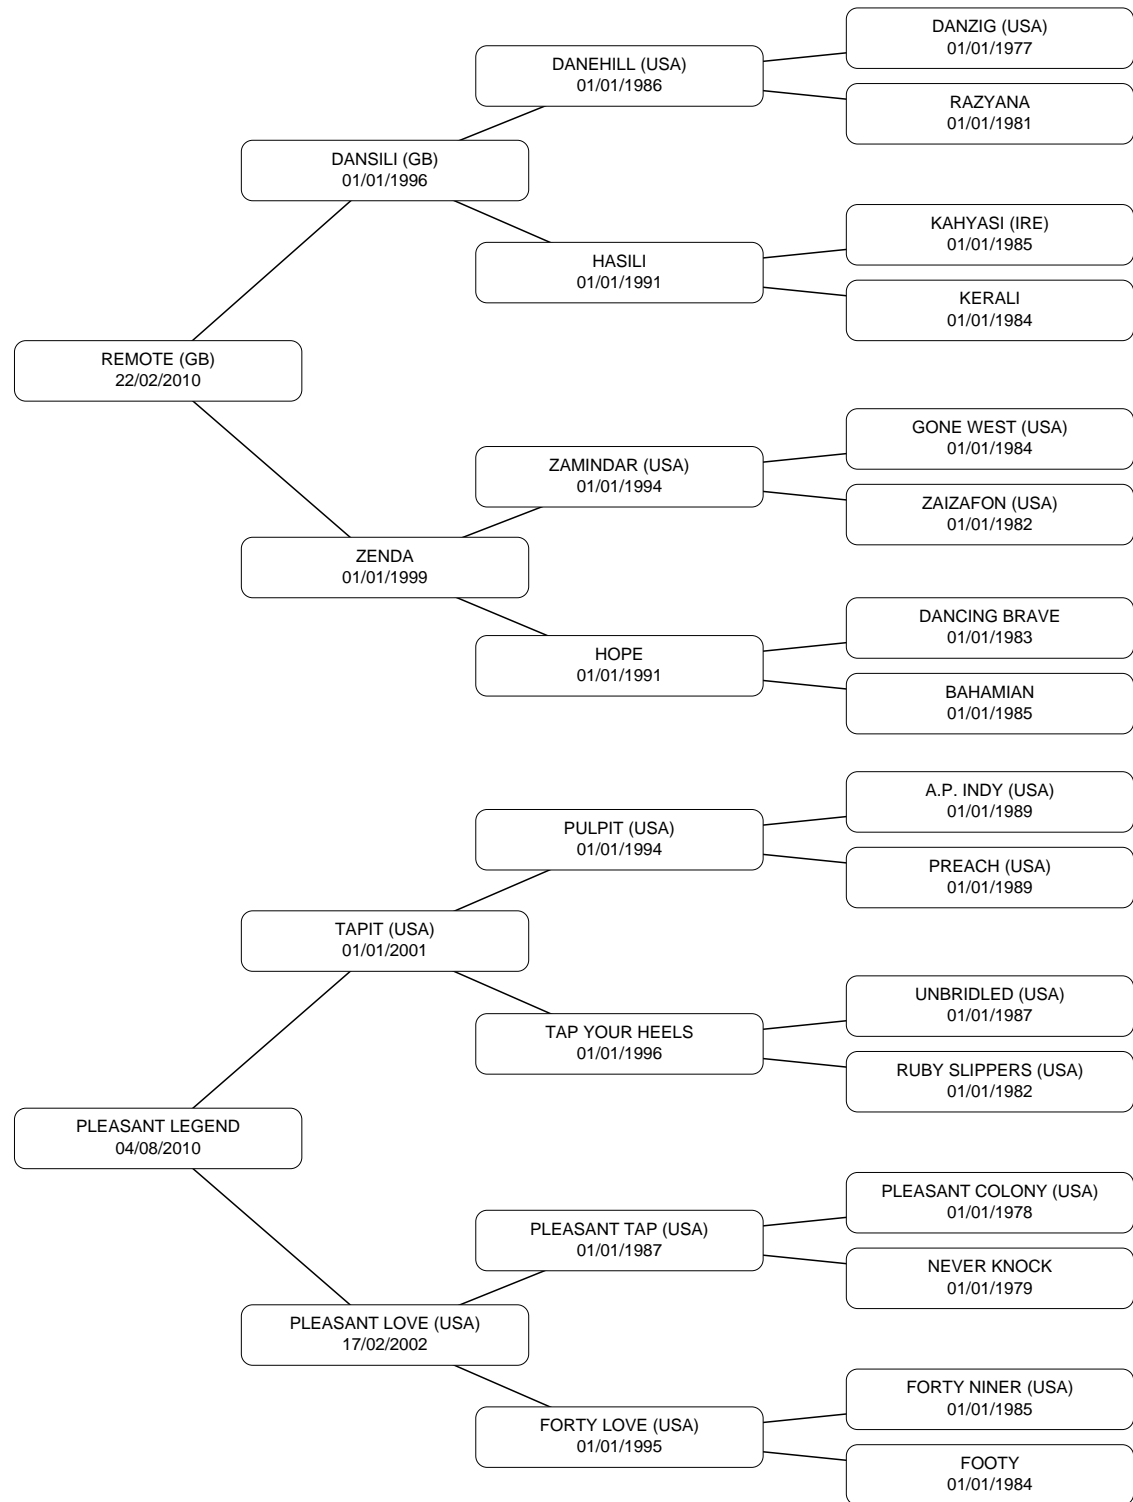 DANZIG (USA)
01/01/1977
DANEHILL (USA)
01/01/1986
RAZYANA
01/01/1981
DANSILI (GB)
01/01/1996
KAHYASI (IRE)
01/01/1985
HASILI
01/01/1991
KERALI
01/01/1984
REMOTE (GB)
22/02/2010
GONE WEST (USA)
01/01/1984
ZAMINDAR (USA)
01/01/1994
ZAIZAFON (USA)
01/01/1982
ZENDA
01/01/1999
DANCING BRAVE
01/01/1983
HOPE
01/01/1991
BAHAMIAN
01/01/1985
A.P. INDY (USA)
01/01/1989
PULPIT (USA)
01/01/1994
PREACH (USA)
01/01/1989
TAPIT (USA)
01/01/2001
UNBRIDLED (USA)
01/01/1987
TAP YOUR HEELS
01/01/1996
RUBY SLIPPERS (USA)
01/01/1982
PLEASANT LEGEND
04/08/2010
PLEASANT COLONY (USA)
01/01/1978
PLEASANT TAP (USA)
01/01/1987
NEVER KNOCK
01/01/1979
PLEASANT LOVE (USA)
17/02/2002
FORTY NINER (USA)
01/01/1985
FORTY LOVE (USA)
01/01/1995
FOOTY
01/01/1984